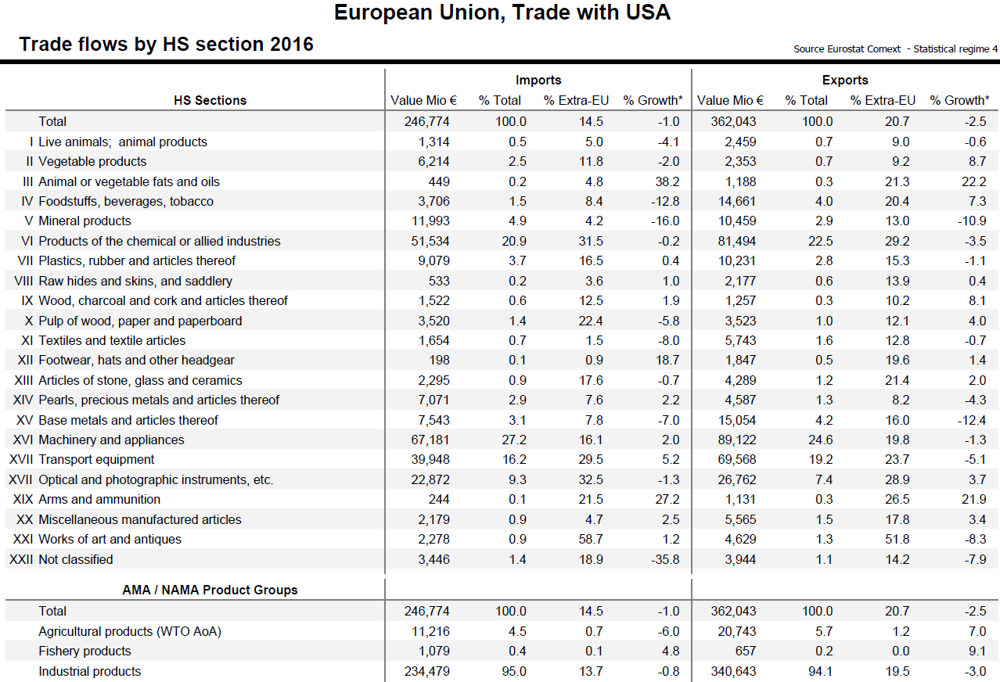 European Union, Trade with USA
Trade flows by HS section 2016
Source Eurostat Comext - Statistical regime 4
Imports Exports
HS Sections Value Mio € % Total % Extra-EU % Growth* Value Mio € % Total % Extra-EU % Growth*
Total 246,774 100.0 14.5 -1.0 362,043 100.0 20.7 -2.5
I Live animals; animal products 1,314 0.5 5.0 -4.1 2,459 0.7 9.0 -0.6
II Vegetable products 6,214 2.5 11.8 -2.0 2,353 0.7 9.2 8.7
III Animal or vegetable fats and oils 449 0.2 4.8 38.2 1,188 0.3 21.3 22.2
IV Foodstuffs, beverages, tobacco 3,706 1.5 8.4 -12.8 14,661 4.0 20.4 7.3
V Mineral products 11,993 4.9 4.2 -16.0 10,459 2.9 13.0 -10.9
VI Products of the chemical or allied industries 51,534 20.9 31.5 -0.2 81,494 22.5 29.2 -3.5
VII Plastics, rubber and articles thereof 9,079 3.7 16.5 0.4 10,231 2.8 15.3 -1.1
VIII Raw hides and skins, and saddlery 533 0.2 3.6 1.0 2,177 0.6 13.9 0.4
IX Wood, charcoal and cork and articles thereof 1,522 0.6 12.5 1.9 1,257 0.3 10.2 8.1
X Pulp of wood, paper and paperboard 3,520 1.4 22.4 -5.8 3,523 1.0 12.1 4.0
XI Textiles and textile articles 1,654 0.7 1.5 -8.0 5,743 1.6 12.8 -0.7
XII Footwear, hats and other headgear 198 0.1 0.9 18.7 1,847 0.5 19.6 1.4
XIII Articles of stone, glass and ceramics 2,295 0.9 17.6 -0.7 4,289 1.2 21.4 2.0
XIV Pearls, precious metals and articles thereof 7,071 2.9 7.6 2.2 4,587 1.3 8.2 -4.3
XV Base metals and articles thereof 7,543 3.1 7.8 -7.0 15,054 4.2 16.0 -12.4
XVI Machinery and appliances 67,181 27.2 16.1 2.0 89,122 24.6 19.8 -1.3
XVII Transport equipment 39,948 16.2 29.5 5.2 69,568 19.2 23.7 -5.1
XVII Optical and photographic instruments, etc. 22,872 9.3 32.5 -1.3 26,762 7.4 28.9 3.7
XIX Arms and ammunition 244 0.1 21.5 27.2 1,131 0.3 26.5 21.9
XX Miscellaneous manufactured articles 2,179 0.9 4.7 2.5 5,565 1.5 17.8 3.4
XXI Works of art and antiques 2,278 0.9 58.7 1.2 4,629 1.3 51.8 -8.3
XXII Not classified 3,446 1.4 18.9 -35.8 3,944 1.1 14.2 -7.9
AMA / NAMA Product Groups
Total 246,774 100.0 14.5 -1.0 362,043 100.0 20.7 -2.5
Agricultural products (WTO AoA) 11,216 4.5 0.7 -6.0 20,743 5.7 1.2 7.0
Fishery products 1,079 0.4 0.1 4.8 657 0.2 0.0 9.1
Industrial products 234,479 95.0 13.7 -0.8 340,643 94.1 19.5 -3.0